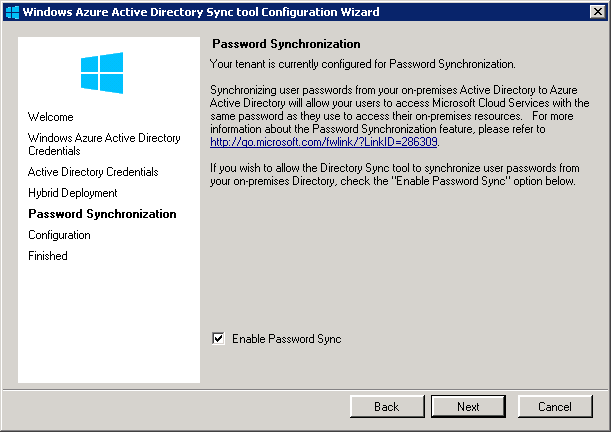 Windows Azure Active Directory Sync tool Configuration Wizard
Welcome
Windows Azure Active Directory
Credentials
Active Directory Credentials
Hybrid Deployment
Password Synchronization
Configuration
Finished
Password Synchronization
Your tenant is currently configured for Password Synchronization.
Synchronizing user passwords from your on-premises Active Directory to Azure
Active Directory will allow your users to access Microsoft Cloud Services with the
same password as they use to access their on-premises resources. For more
information about the Password Synchronization feature, please refer to
http://go.microsoft.com/fwlink/?LinkID=286309.
If you wish to allow the Directory Sync tool to synchronize user passwords from
your on-premises Directory, check the "Enable Password Sync" option below.
Enable Password Sync
Back
Next
Cancel